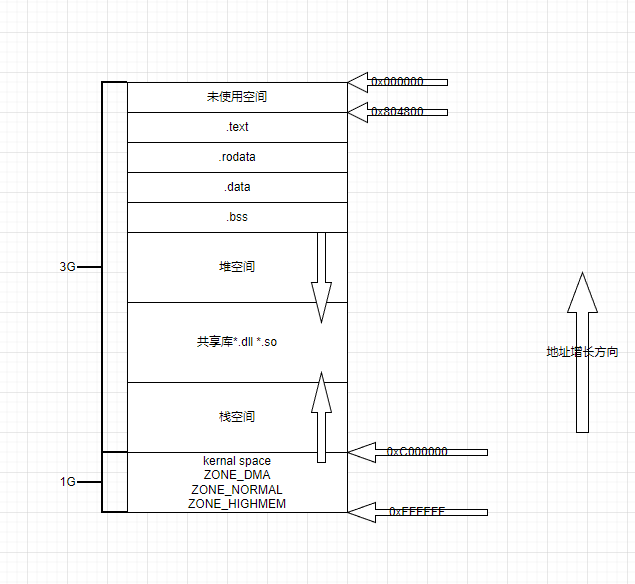 0x000000
未使用空间
0x804800
.text
.rodata
.data
.bss
3G
堆空间
共享库*.dll *.so
地址增长方向
栈空间
0xC000000
kernal space
ZONE_DMA
1G
ZONE_NORMAL
ZONE_HIGHMEM
0xFFFFFF